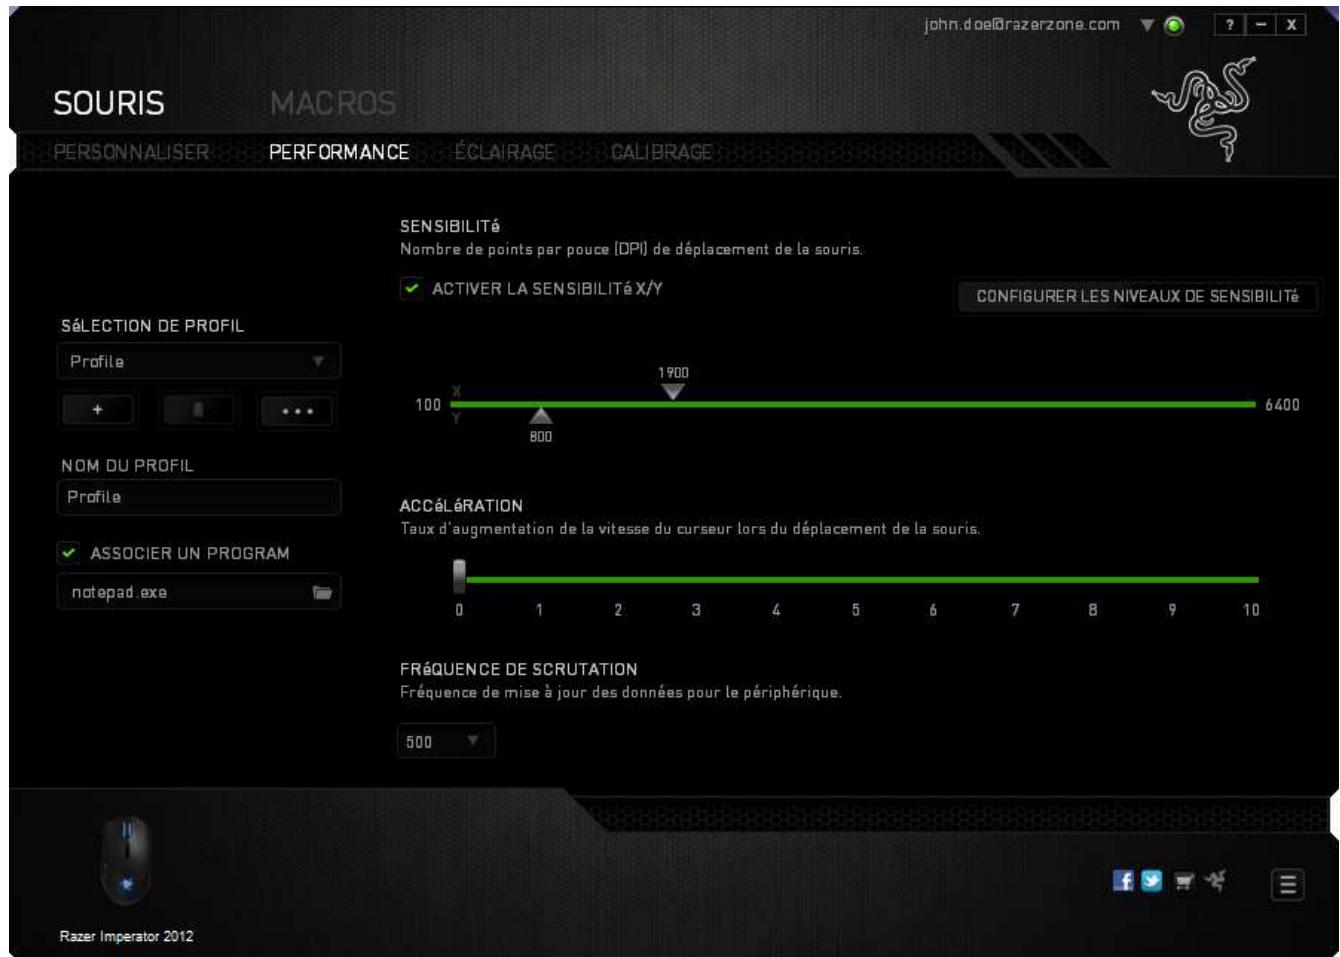 john.doe@razerzone.com
? – X
SOURIS MACROS
PERSONNALISER PERFORMANCE ÉCLAIRAGE CALIBRAGE
SENSIBILITé
Nombre de points par pouce (DPI) de déplacement de la souris.
ACTIVER LA SENSIBILITé X/Y
CONFIGURER LES NIVEAUX DE SENSIBILITé
SéLECTION DE PROFIL
Profile
+ •••
1900
X
100 6400
Y
800
NOM DU PROFIL
Profile
ASSOCIER UN PROGRAM
notepad.exe
ACCéLéRATION
Taux d'augmentation de la vitesse du curseur lors du déplacement de la souris.
0 1 2 3 4 5 6 7 8 9 10
FRéQUENCE DE SCRUTATION
Fréquence de mise à jour des données pour le périphérique.
500
Razer Imperator 2012